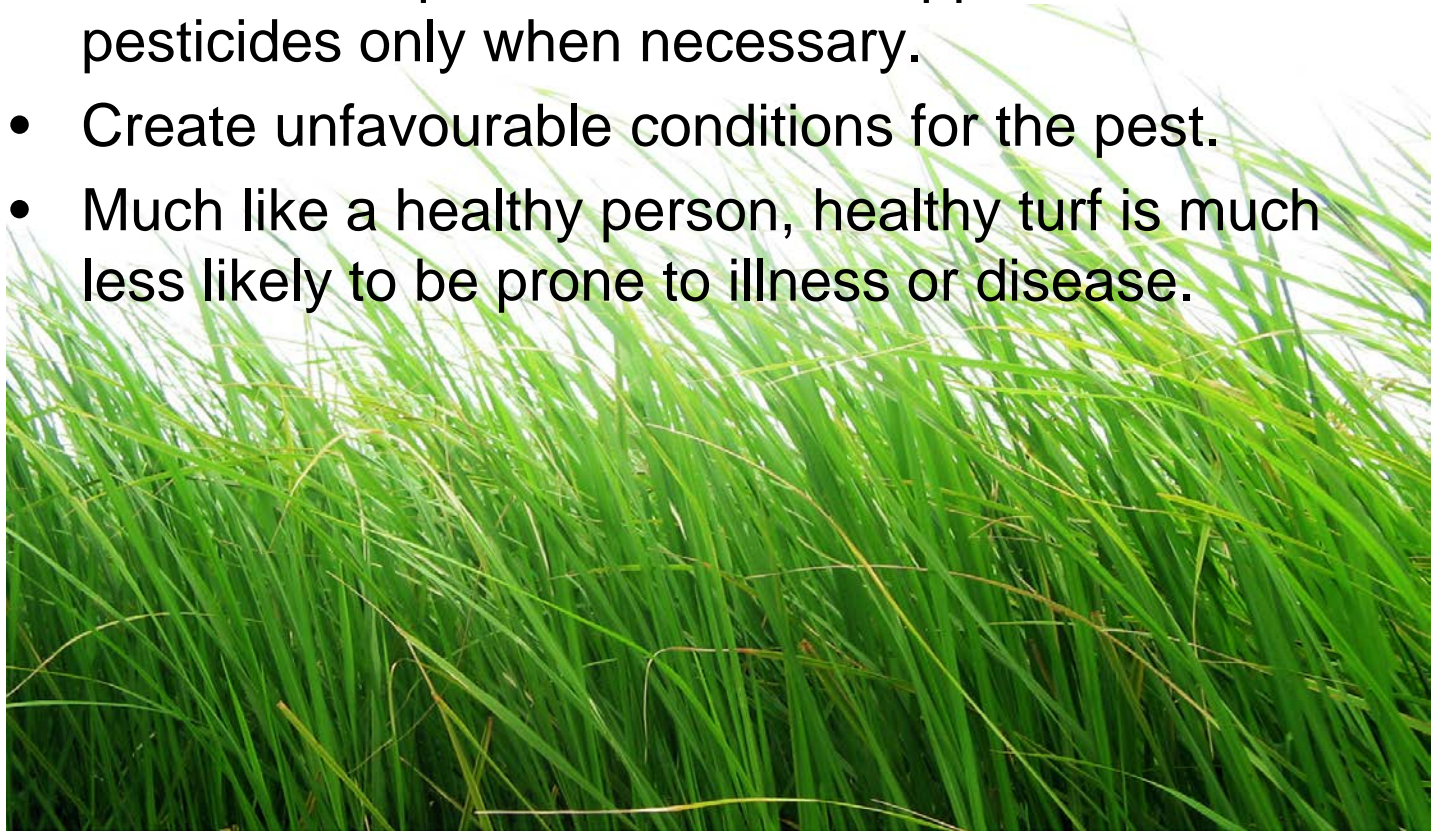 pesticides only when necessary.
• Create unfavourable conditions for the pest.
• Much like a healthy person, healthy turf is much
less likely to be prone to illness or disease.